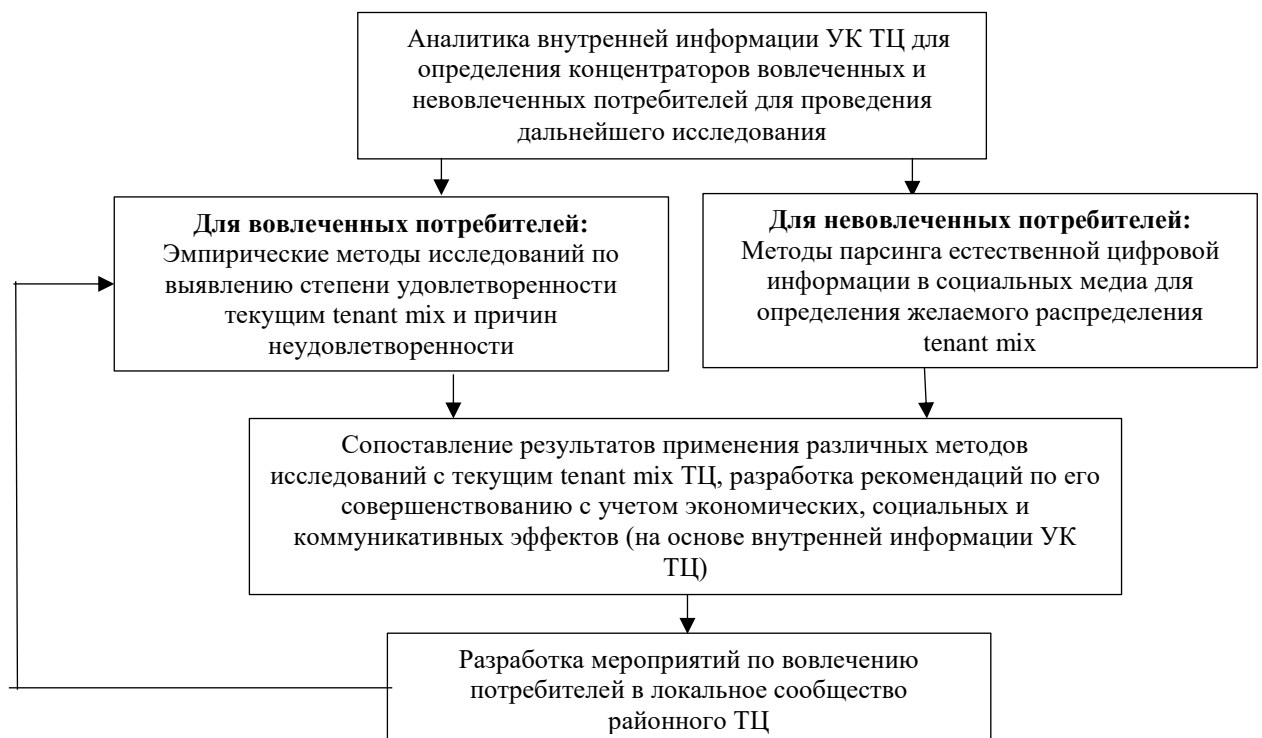 Аналитика внутренней информации УК ТЦ для
определения концентраторов вовлеченных и
невовлеченных потребителей для проведения
дальнейшего исследования
Для вовлеченных потребителей:
Эмпирические методы исследований по
выявлению степени удовлетворенности
текущим tenant mix и причин
неудовлетворенности
Для невовлеченных потребителей:
Методы парсинга естественной цифровой
информации в социальных медиа для
определения желаемого распределения
tenant mix
Сопоставление результатов применения различных методов
исследований с текущим tenant mix ТЦ, разработка рекомендаций по его
совершенствованию с учетом экономических, социальных и
коммуникативных эффектов (на основе внутренней информации УК
ТЦ)
Разработка мероприятий по вовлечению
потребителей в локальное сообщество
районного ТЦ